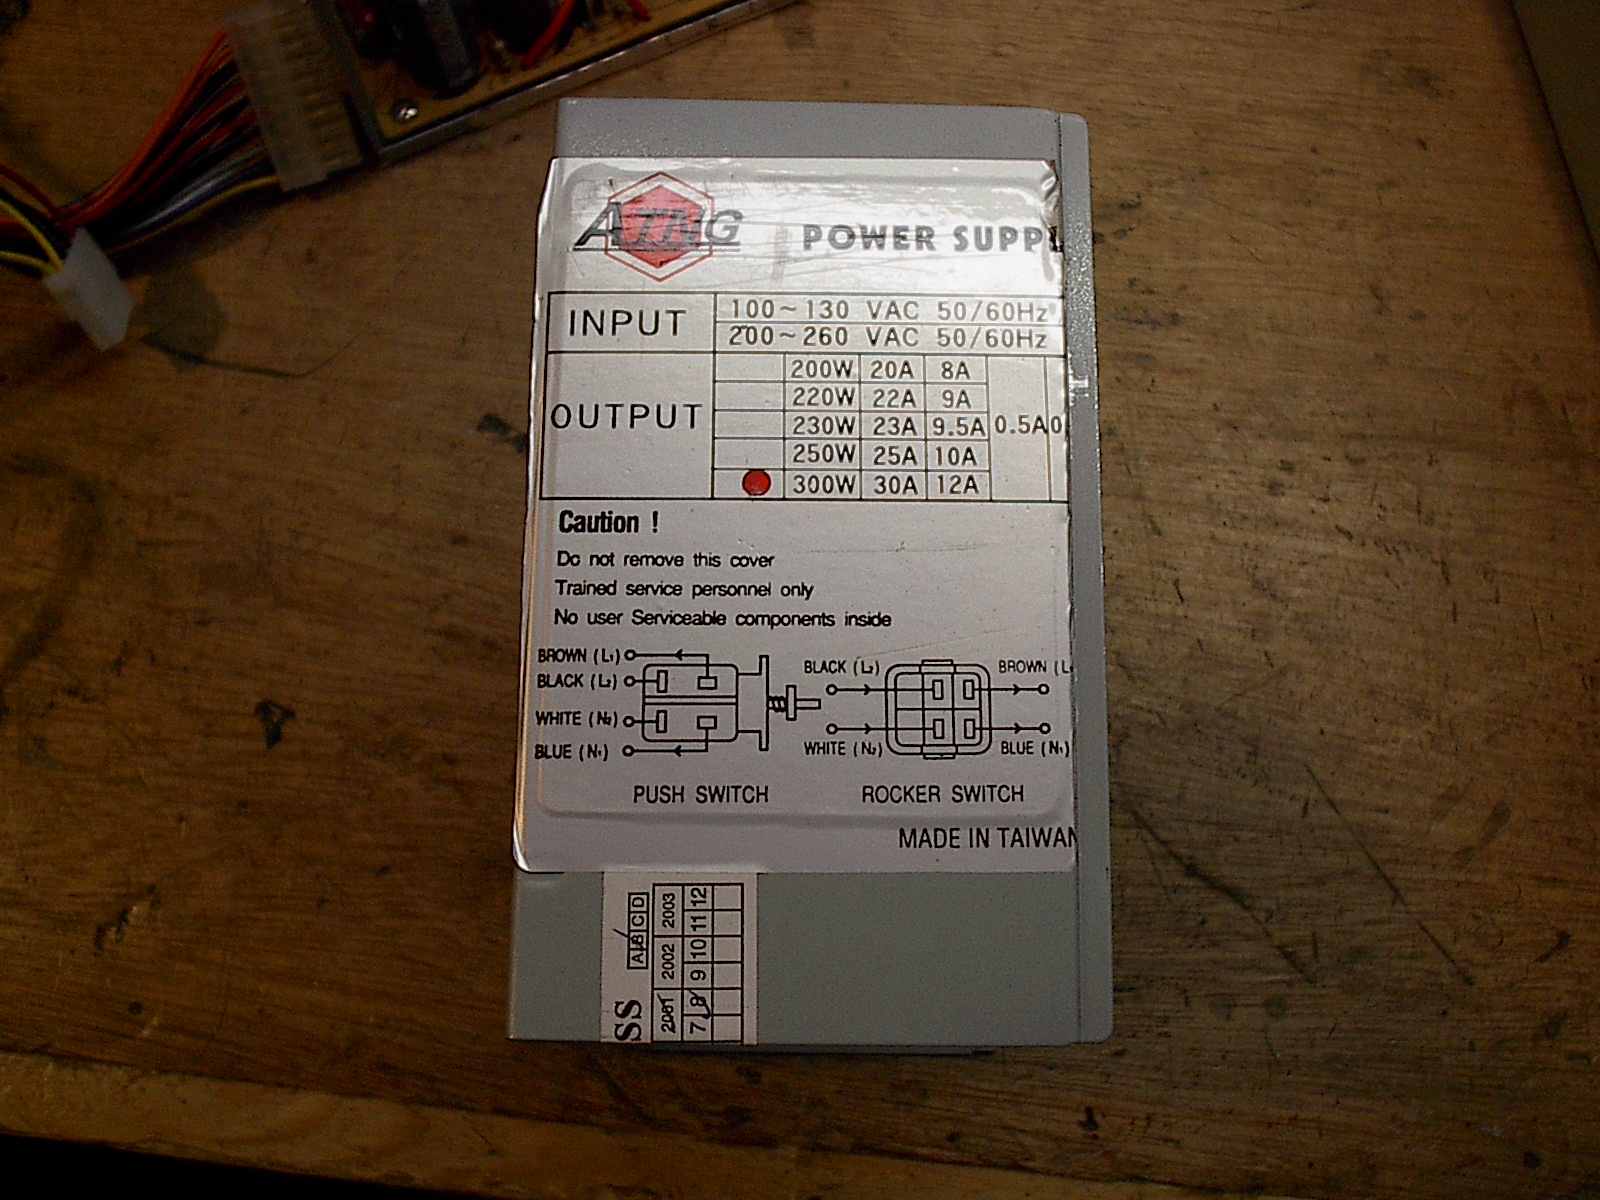 ATNG POWER SUPPL
INPUT
100~130 VAC 50/60Hz
200~260 VAC 50/60Hz
OUTPUT
200W 20A 8A
220W 22A 9A
230W 23A 9.5A 0.5A 0
250W 25A 10A
300W 30A 12A
Caution !
Do not remove this cover
Trained service personnel only
No user Serviceable components inside
BROWN (L1)
BLACK (L2)
WHITE (N2)
BLUE (N1)
PUSH SWITCH
BLACK (L2) BROWN (L
WHITE (N2) BLUE (N1)
ROCKER SWITCH
MADE IN TAIWAN
SS
A B C D
2001 2002 2003
7 8 9 10 11 12